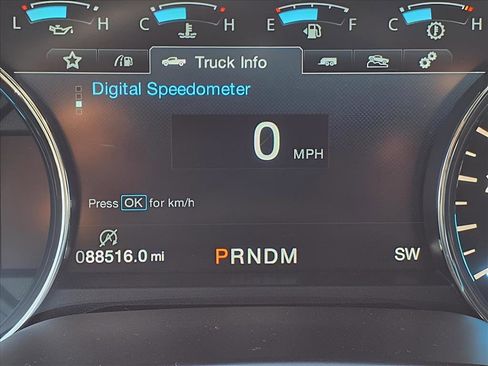 L H C H E F C H
Truck Info
Digital Speedometer
0 MPH
Press OK for km/h
088516.0 mi PRNDM SW